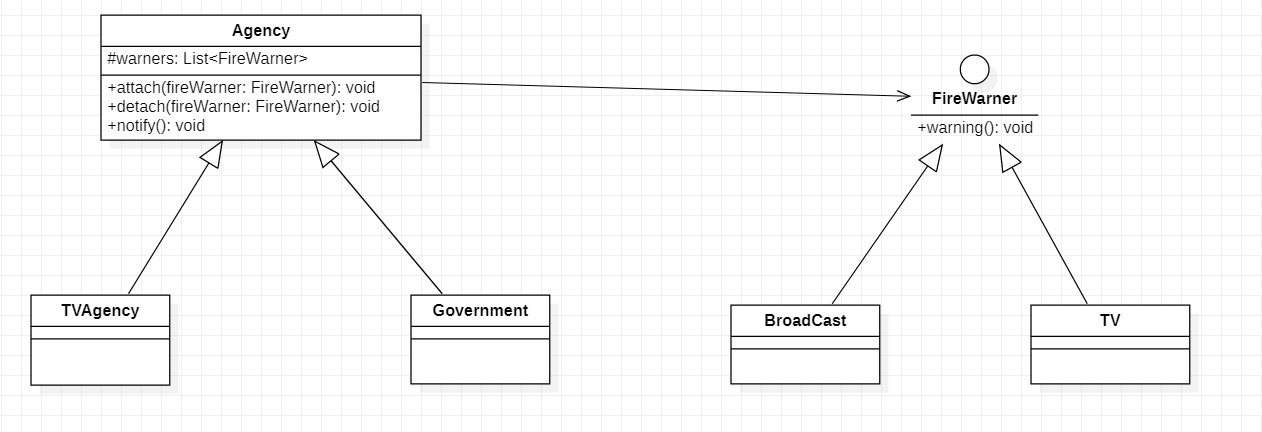 Agency
#warners: List<FireWarner>
+attach(fireWarner: FireWarner): void
+detach(fireWarner: FireWarner): void
+notify(): void
FireWarner
+warning(): void
TVAgency
Government
BroadCast
TV